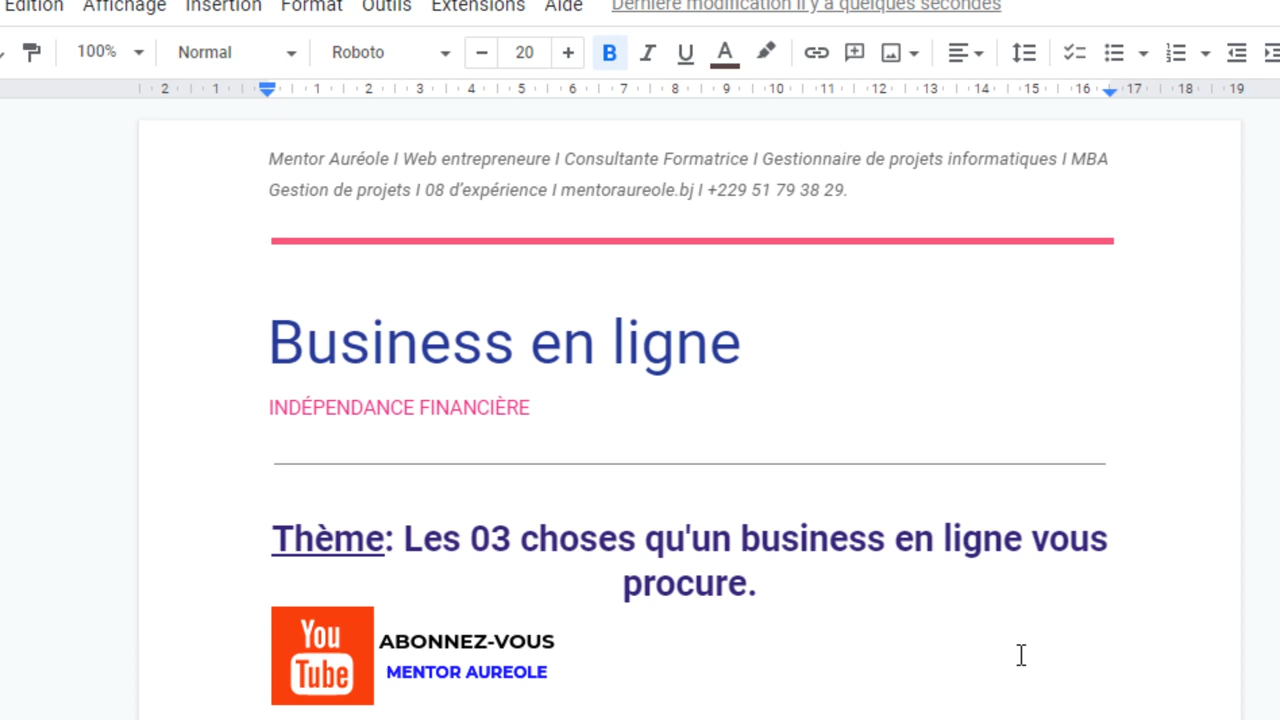 Edition Affichage Insertion Format Outils Extensions Aide Dernière modification il y a quelques secondes
100% Normal Roboto − 20 + B I U A
2 1 1 2 3 4 5 6 7 8 9 10 11 12 13 14 15 16 17 18 19
Mentor Auréole I Web entrepreneure I Consultante Formatrice I Gestionnaire de projets informatiques I MBA
Gestion de projets I 08 d’expérience I mentoraureole.bj I +229 51 79 38 29.
Business en ligne
INDÉPENDANCE FINANCIÈRE
Thème: Les 03 choses qu'un business en ligne vous
procure.
You
Tube
ABONNEZ-VOUS
MENTOR AUREOLE